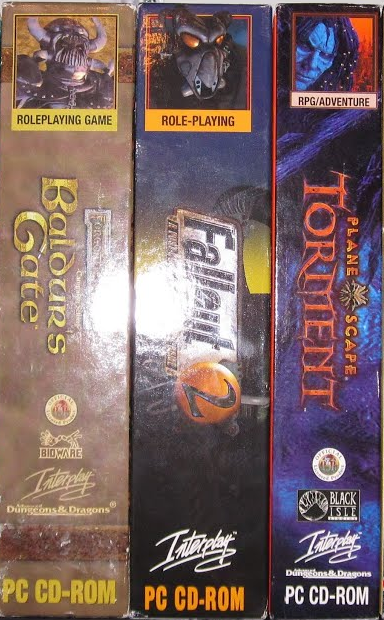 ROLEPLAYING GAME
Baldur's
Gate
BIOWARE
Interplay
Dungeons & Dragons®
PC CD-ROM
ROLE-PLAYING
Fallout
2
Interplay™
PC CD-ROM
RPG/ADVENTURE
PLANESCAPE
TORMENT
BLACK
ISLE
Interplay
Dungeons & Dragons
PC CD-ROM